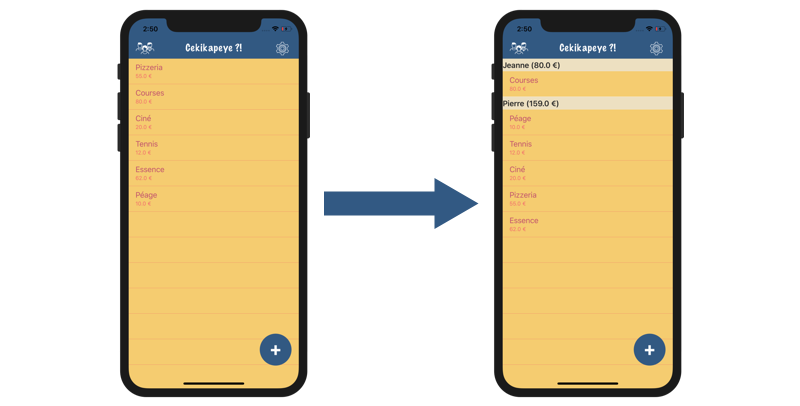 2:50
Cekikapeye ?!
Pizzeria
55.0 €
Courses
80.0 €
Ciné
20.0 €
Tennis
12.0 €
Essence
62.0 €
Péage
10.0 €
+
2:50
Cekikapeye ?!
Jeanne (80.0 €)
Courses
80.0 €
Pierre (159.0 €)
Péage
10.0 €
Tennis
12.0 €
Ciné
20.0 €
Pizzeria
55.0 €
Essence
62.0 €
+